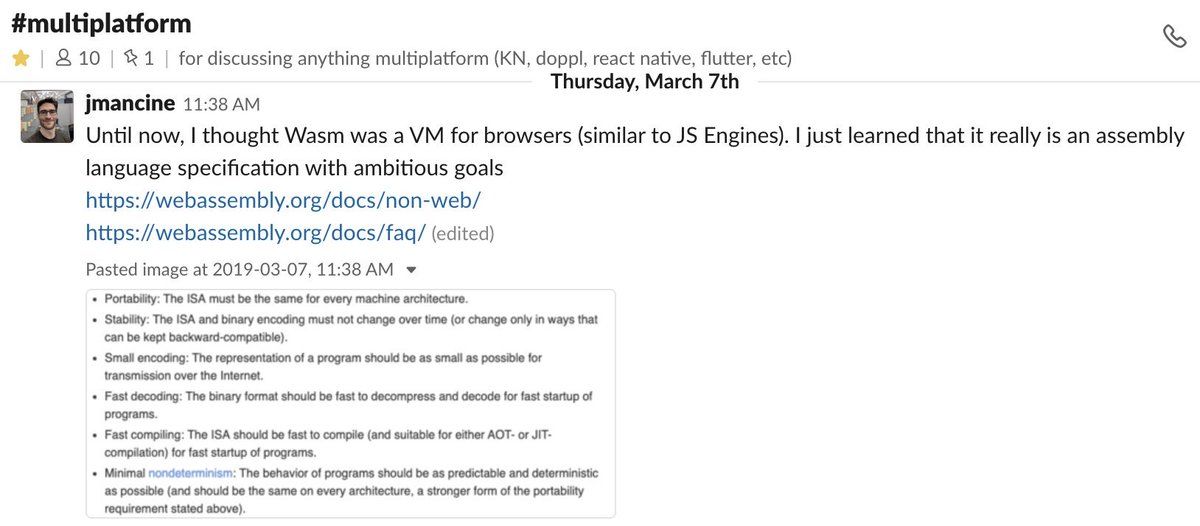 #multiplatform
10 | 1 | for discussing anything multiplatform (KN, doppl, react native, flutter, etc)
Thursday, March 7th
jmancine 11:38 AM
Until now, I thought Wasm was a VM for browsers (similar to JS Engines). I just learned that it really is an assembly
language specification with ambitious goals
https://webassembly.org/docs/non-web/
https://webassembly.org/docs/faq/ (edited)
Pasted image at 2019-03-07, 11:38 AM
• Portability: The ISA must be the same for every machine architecture.
• Stability: The ISA and binary encoding must not change over time (or change only in ways that
can be kept backward-compatible).
• Small encoding: The representation of a program should be as small as possible for
transmission over the Internet.
• Fast decoding: The binary format should be fast to decompress and decode for fast startup of
programs.
• Fast compiling: The ISA should be fast to compile (and suitable for either AOT- or JIT-
compilation) for fast startup of programs.
• Minimal nondeterminism: The behavior of programs should be as predictable and deterministic
as possible (and should be the same on every architecture, a stronger form of the portability
requirement stated above).